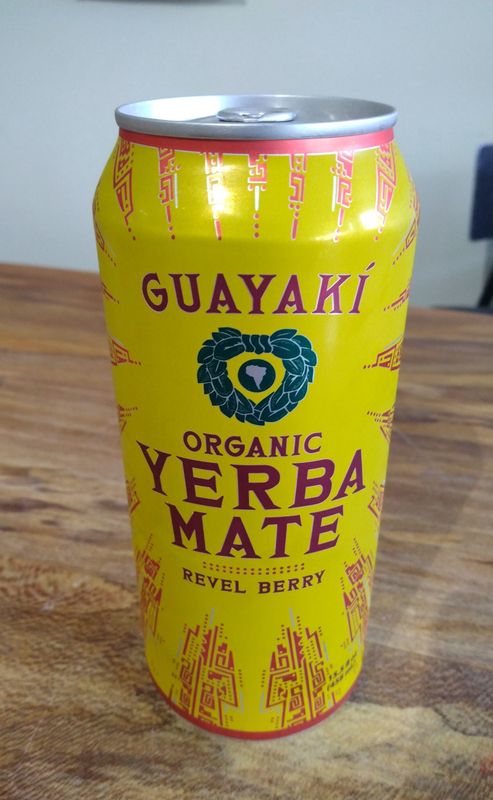 GUAYAKÍ
ORGANIC
YERBA
MATE
REVEL BERRY